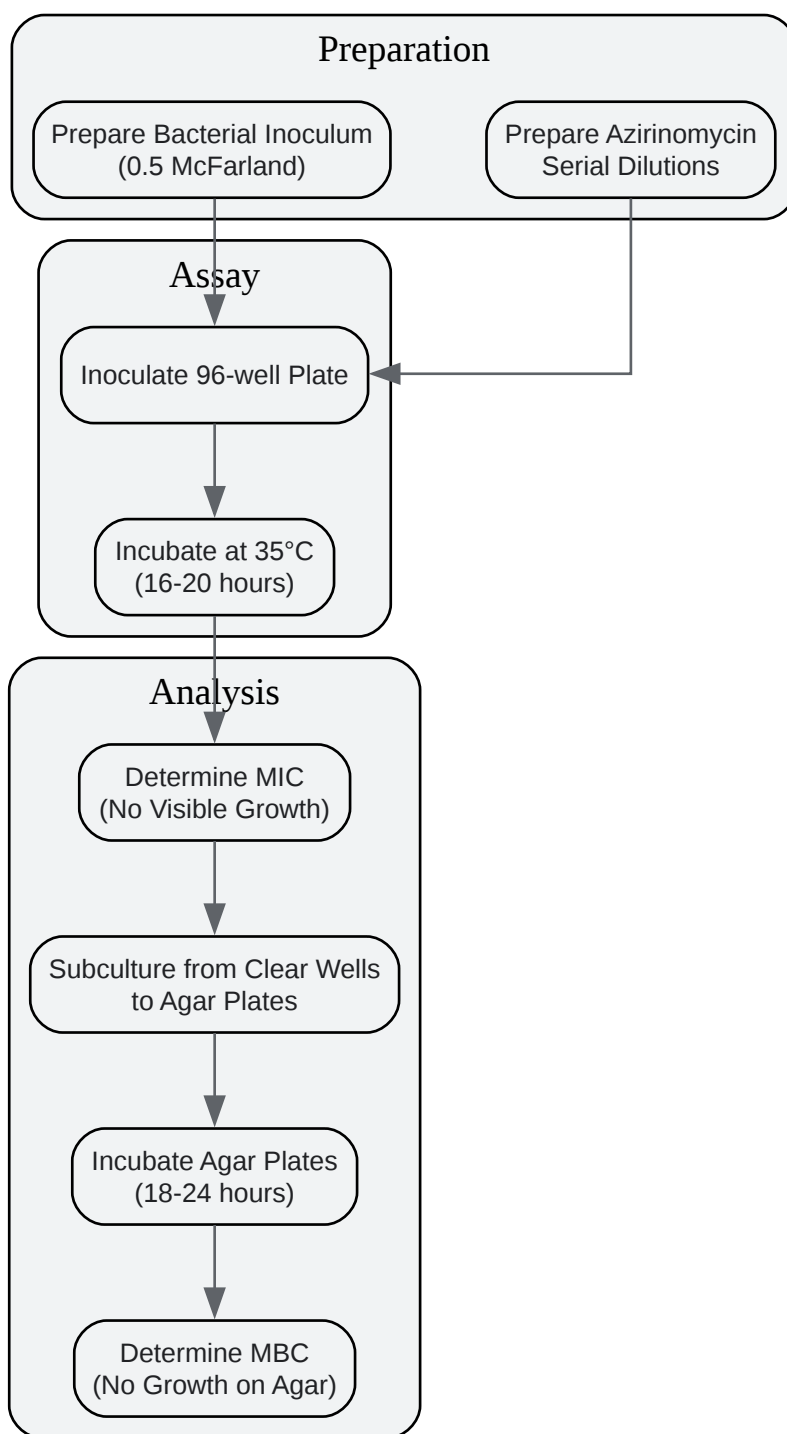 Preparation
Prepare Bacterial Inoculum
(0.5 McFarland)
Prepare Azirinomycin
Serial Dilutions
Assay
Inoculate 96-well Plate
Incubate at 35°C
(16-20 hours)
Analysis
Determine MIC
(No Visible Growth)
Subculture from Clear Wells
to Agar Plates
Incubate Agar Plates
(18-24 hours)
Determine MBC
(No Growth on Agar)